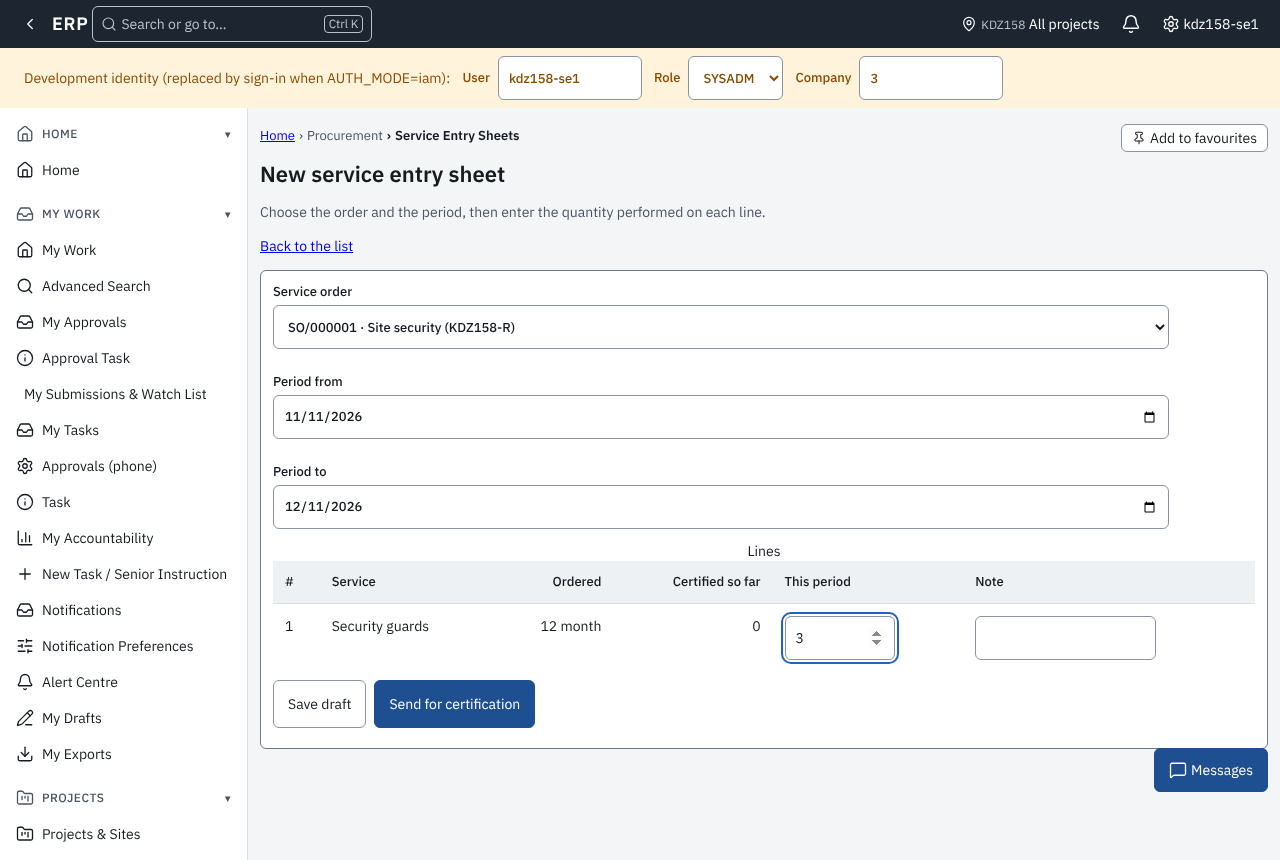 ERP
Search or go to...
Ctrl K
KDZ158 All projects
kdz158-se1
Development identity (replaced by sign-in when AUTH_MODE=iam):
User
kdz158-se1
Role
SYSADM
Company
3
HOME
Home
MY WORK
My Work
Advanced Search
My Approvals
Approval Task
My Submissions & Watch List
My Tasks
Approvals (phone)
Task
My Accountability
New Task / Senior Instruction
Notifications
Notification Preferences
Alert Centre
My Drafts
My Exports
PROJECTS
Projects & Sites
Home › Procurement › Service Entry Sheets
Add to favourites
New service entry sheet
Choose the order and the period, then enter the quantity performed on each line.
Back to the list
Service order
SO/000001 · Site security (KDZ158-R)
Period from
11/11/2026
Period to
12/11/2026
Lines
# Service Ordered Certified so far This period Note
1 Security guards 12 month 0 3
Save draft
Send for certification
Messages